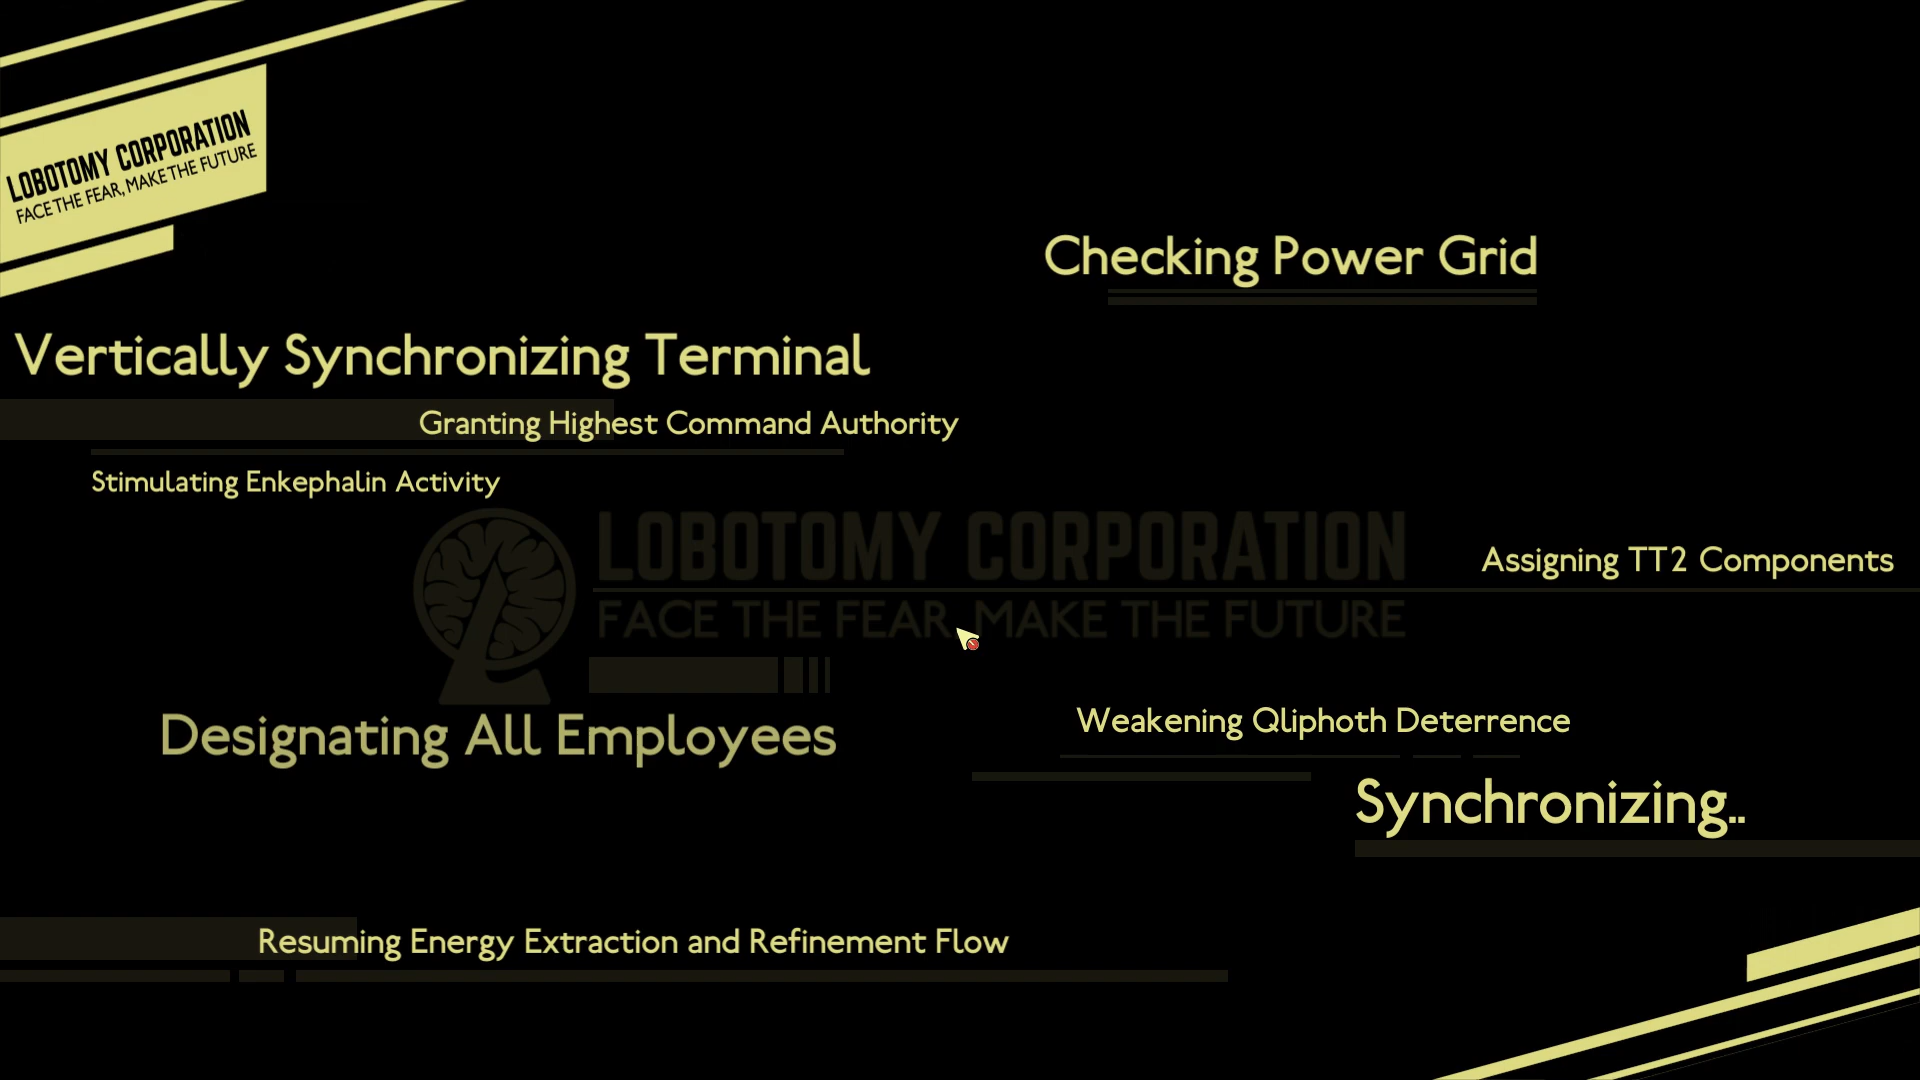 LOBOTOMY CORPORATION
FACE THE FEAR, MAKE THE FUTURE
Checking Power Grid
Vertically Synchronizing Terminal
Granting Highest Command Authority
Stimulating Enkephalin Activity
LOBOTOMY CORPORATION
FACE THE FEAR, MAKE THE FUTURE
Assigning TT2 Components
Designating All Employees
Weakening Qliphoth Deterrence
Synchronizing..
Resuming Energy Extraction and Refinement Flow